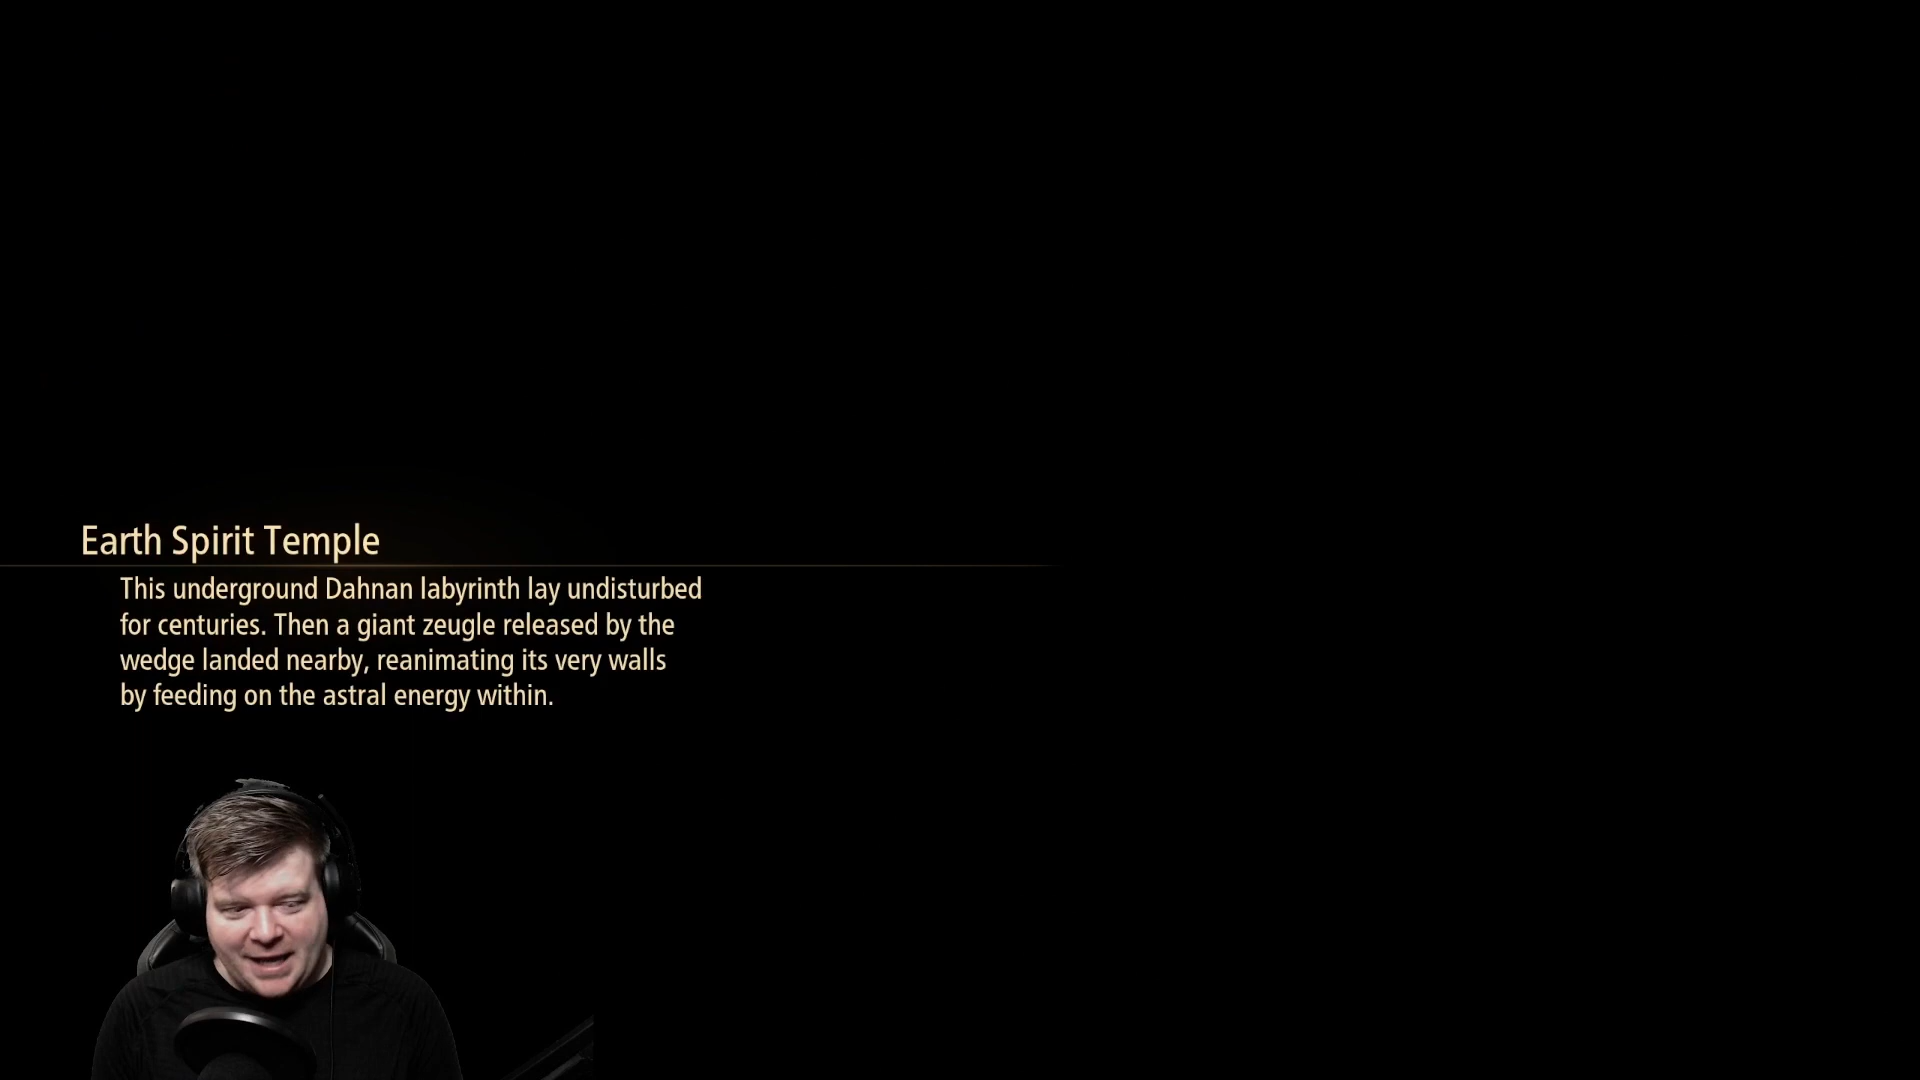 Earth Spirit Temple
This underground Dahnan labyrinth lay undisturbed
for centuries. Then a giant zeugle released by the
wedge landed nearby, reanimating its very walls
by feeding on the astral energy within.